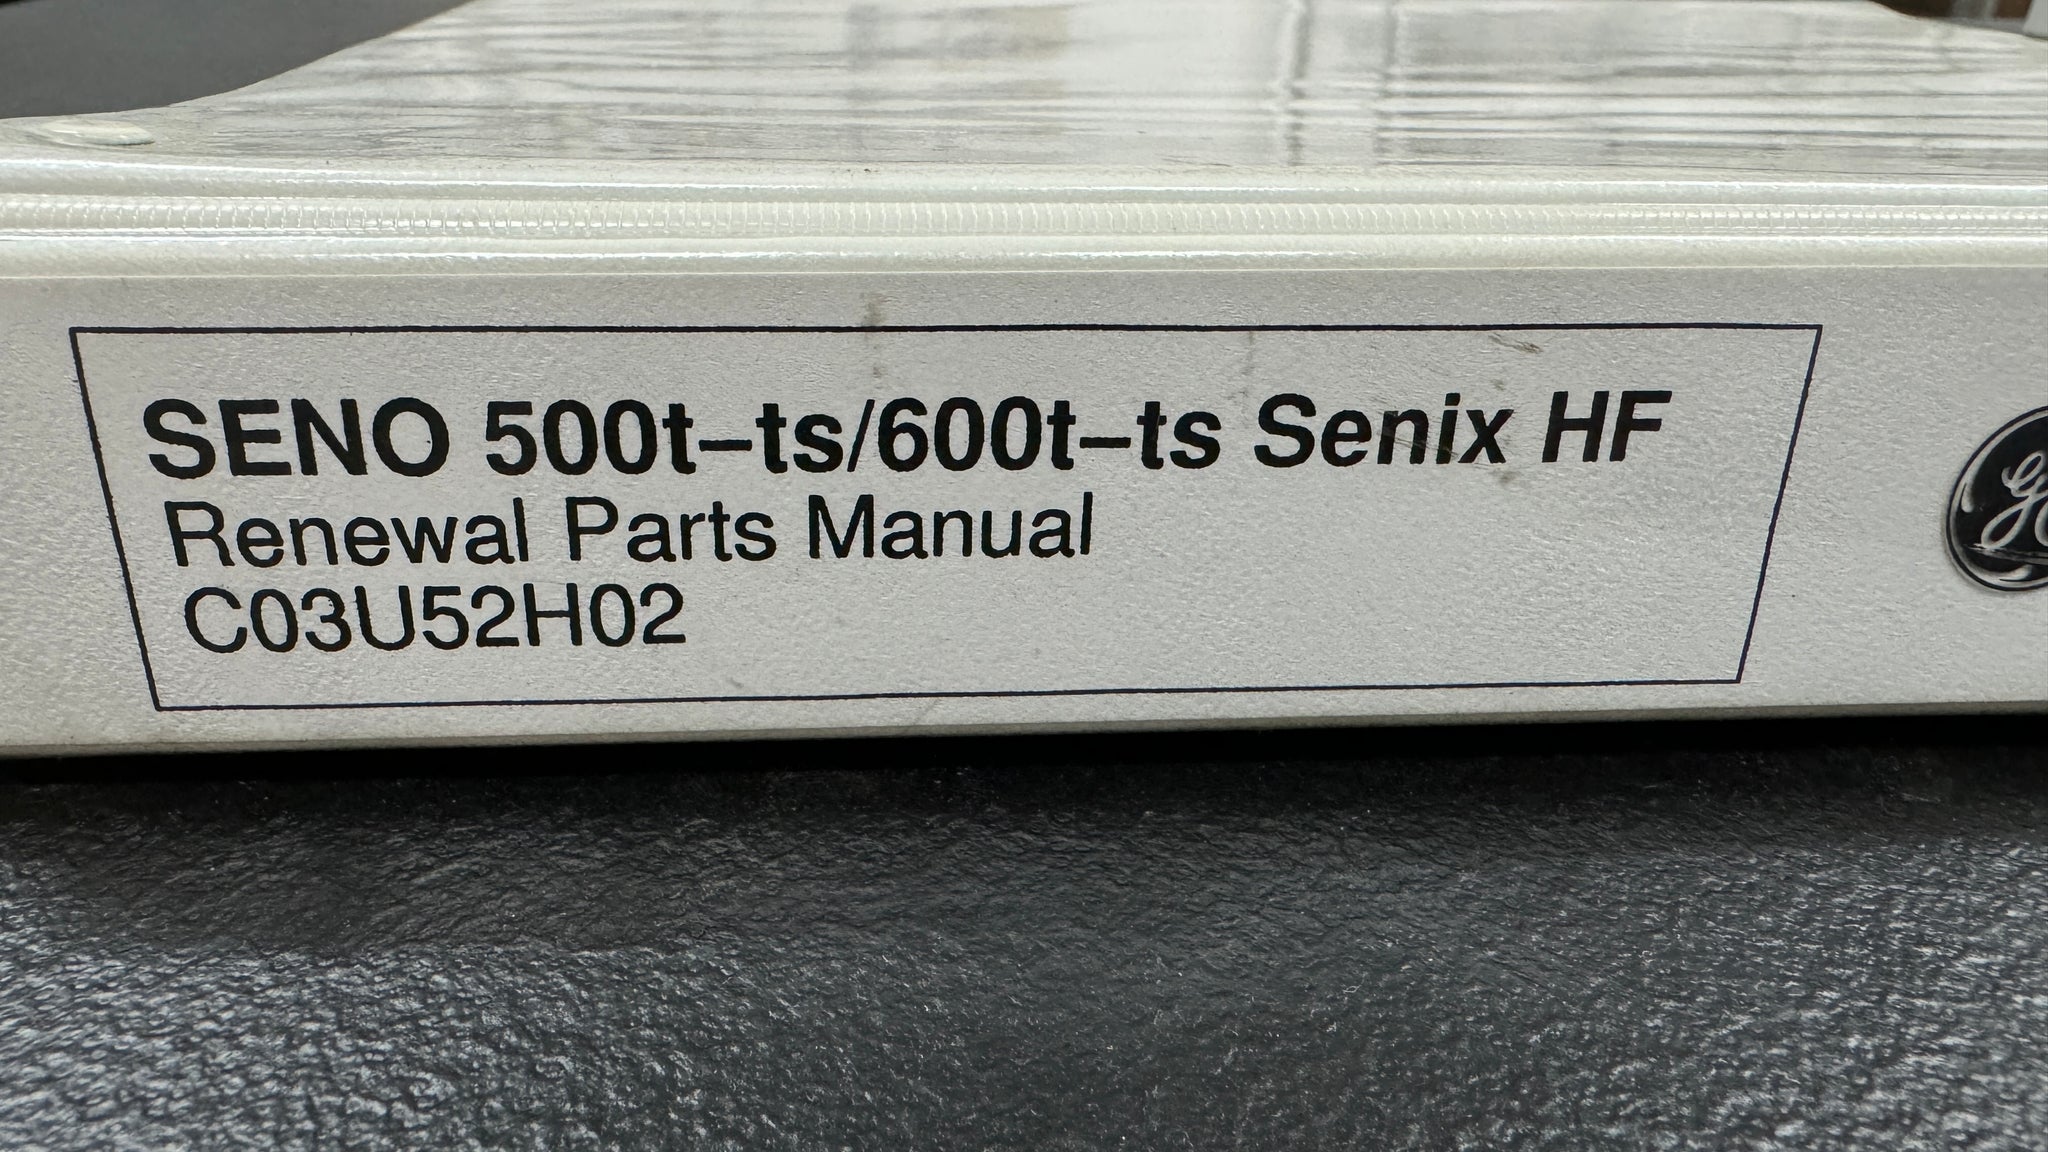 SENO 500t–ts/600t–ts Senix HF
Renewal Parts Manual
C03U52H02